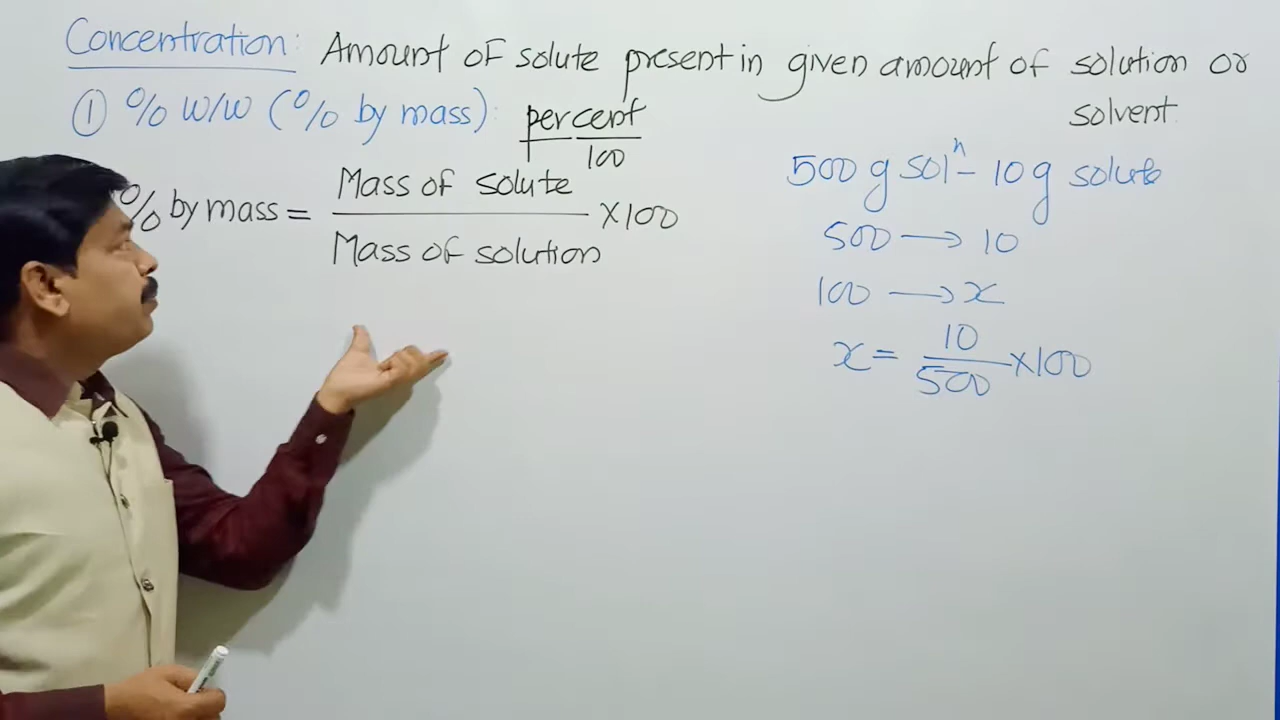 Concentration: Amount of solute present in given amount of solution or
solvent
① % W/W (% by mass): percent
100
% by mass = Mass of solute
Mass of solution
×100
500 g solⁿ - 10g solute
500 → 10
100 → x
x = 10
500
×100